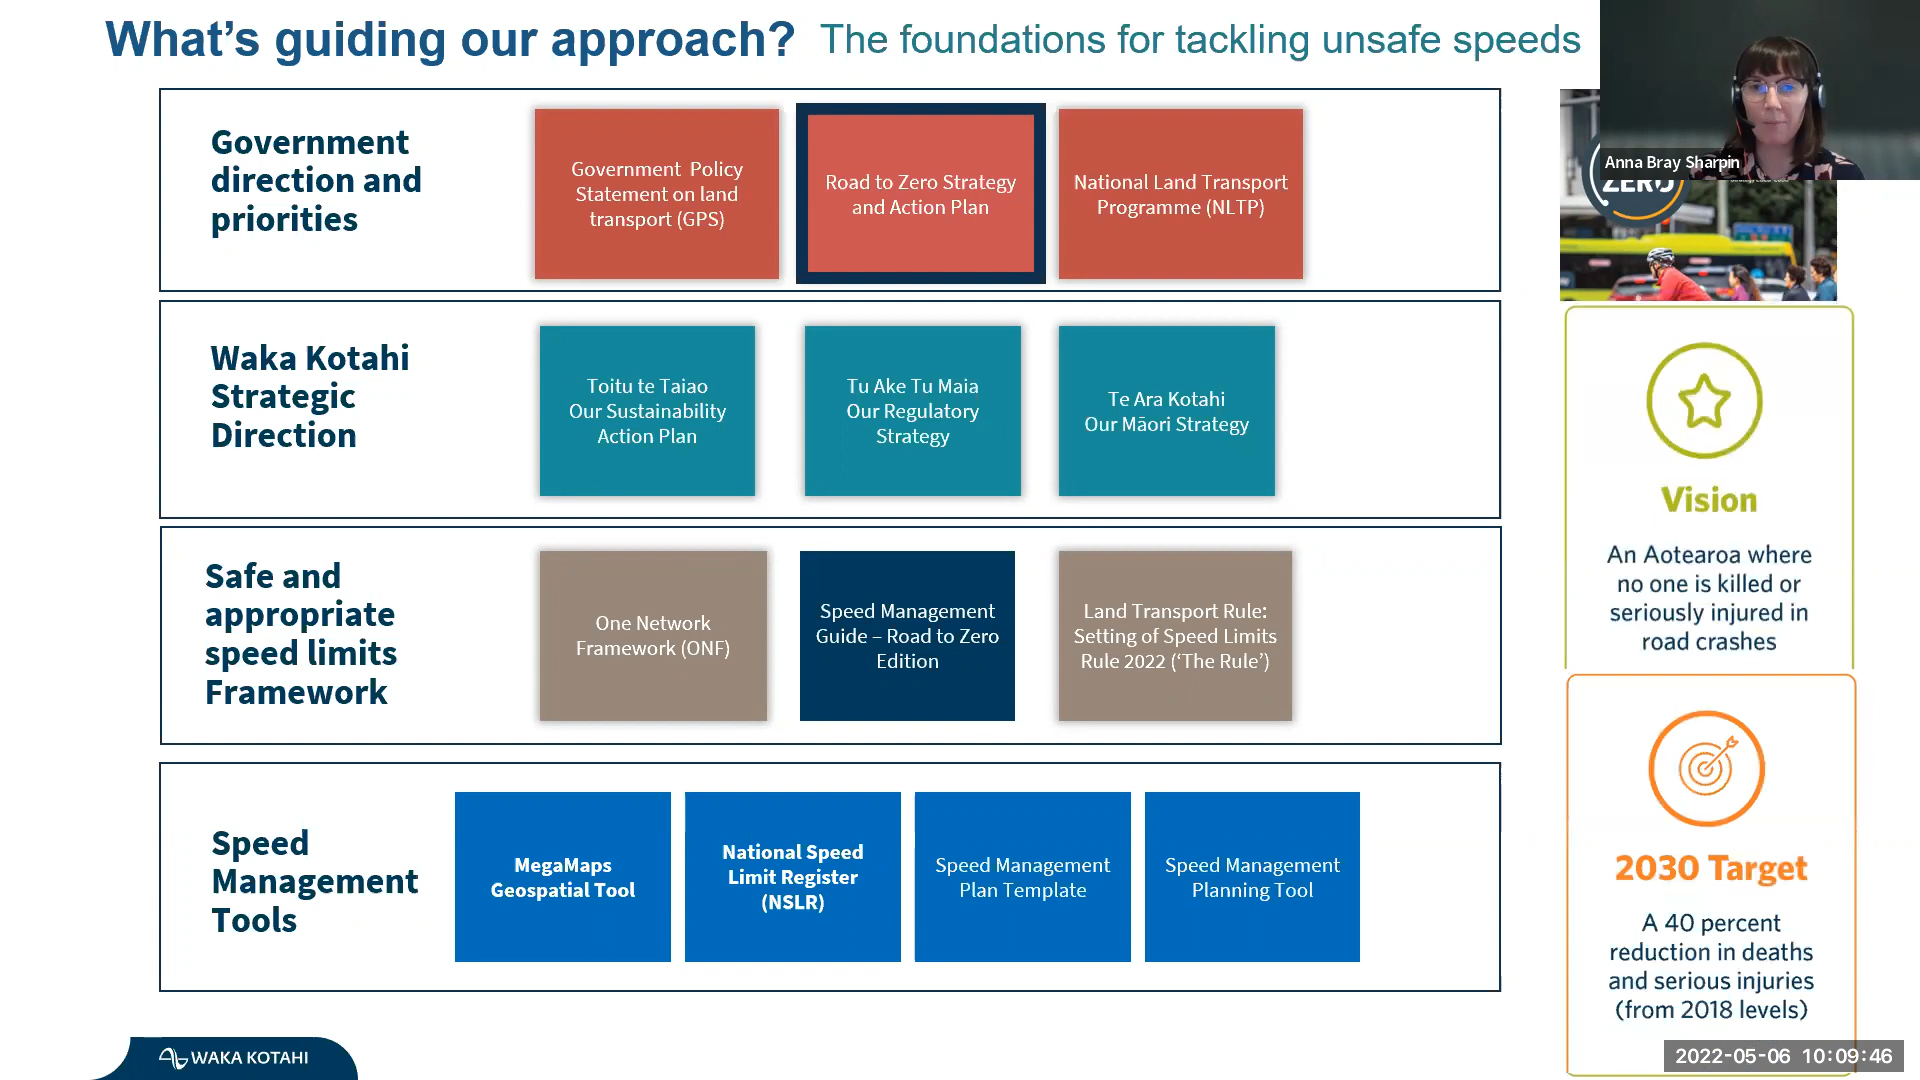 What's guiding our approach? The foundations for tackling unsafe speeds
Anna Bray Sharpin
ZERO
Government
direction and
priorities
Government Policy
Statement on land
transport (GPS)
Road to Zero Strategy
and Action Plan
National Land Transport
Programme (NLTP)
Waka Kotahi
Strategic
Direction
Toitu te Taiao
Our Sustainability
Action Plan
Tu Ake Tu Maia
Our Regulatory
Strategy
Te Ara Kotahi
Our Māori Strategy
Safe and
appropriate
speed limits
Framework
One Network
Framework (ONF)
Speed Management
Guide – Road to Zero
Edition
Land Transport Rule:
Setting of Speed Limits
Rule 2022 (‘The Rule’)
Speed
Management
Tools
MegaMaps
Geospatial Tool
National Speed
Limit Register
(NSLR)
Speed Management
Plan Template
Speed Management
Planning Tool
Vision
An Aotearoa where
no one is killed or
seriously injured in
road crashes
2030 Target
A 40 percent
reduction in deaths
and serious injuries
(from 2018 levels)
WAKA KOTAHI
2022-05-06 10:09:46